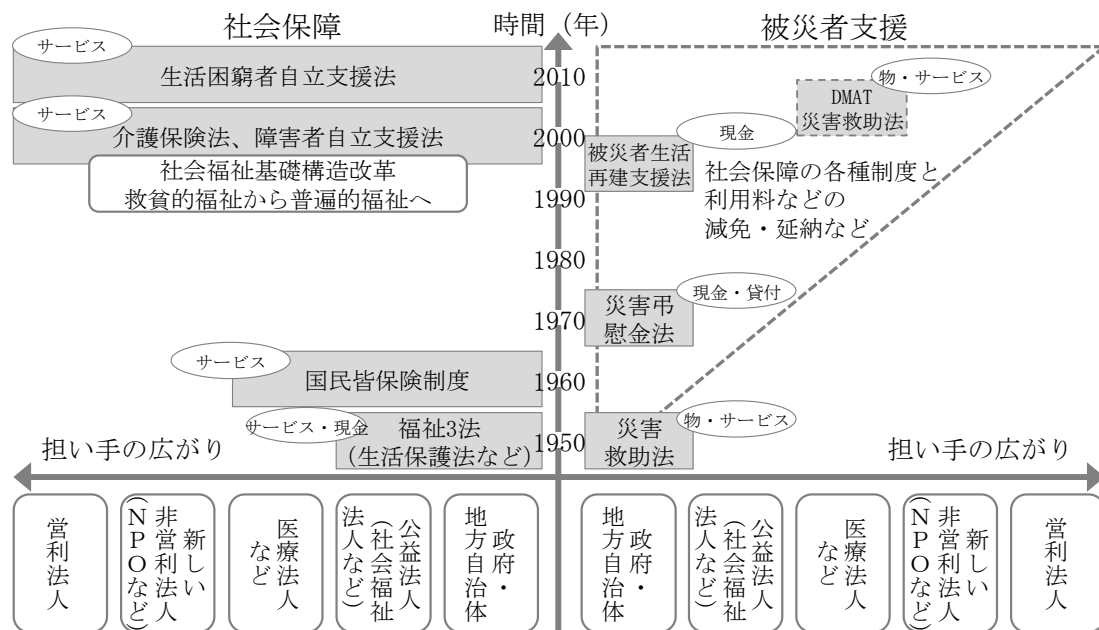 社会保障
時間（年）
被災者支援
サービス
生活困窮者自立支援法
サービス
介護保険法、障害者自立支援法
社会福祉基礎構造改革
救貧的福祉から普遍的福祉へ
サービス
国民皆保険制度
サービス・現金
福祉3法
（生活保護法など）
2010
2000
1990
1980
1970
1960
1950
物・サービス
DMAT
災害救助法
現金
被災者生活
再建支援法
社会保障の各種制度と
利用料などの
減免・延納など
現金・貸付
災害弔
慰金法
物・サービス
災害
救助法
担い手の広がり
担い手の広がり
営利法人
新しい
非営利法人
(NPOなど)
医療法人
など
公益法人
(社会福祉
法人など)
政府・
地方自治体
政府・
地方自治体
公益法人
(社会福祉
法人など)
医療法人
など
新しい
非営利法人
(NPOなど)
営利法人